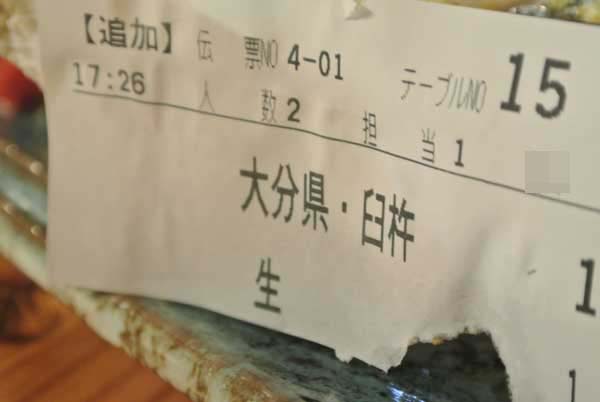 【追加】 伝票NO 4-01 テーブルNO 15
17:26 人数 2 担当 1
大分県・臼杵 1
生 1